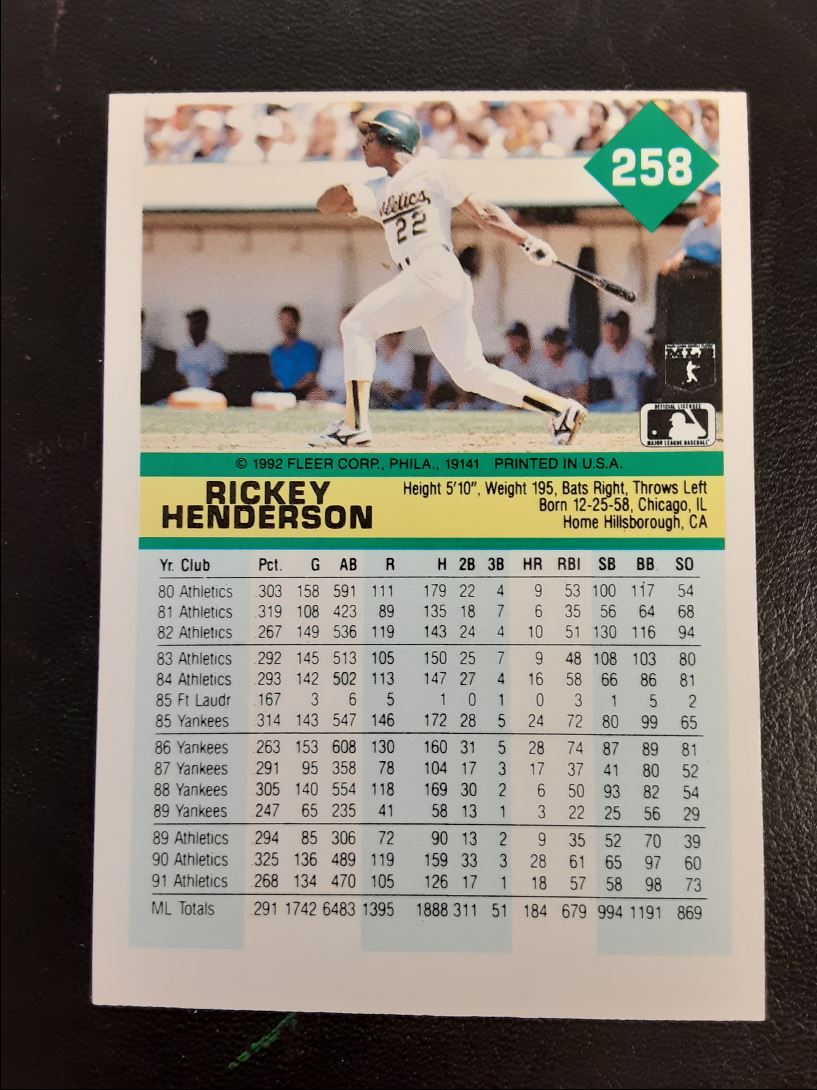 258
Athletics
22
MLB
OFFICIAL LICENSEE
MAJOR LEAGUE BASEBALL
© 1992 FLEER CORP., PHILA., 19141 PRINTED IN U.S.A.
RICKEY
HENDERSON
Height 5'10", Weight 195, Bats Right, Throws Left
Born 12-25-58, Chicago, IL
Home Hillsborough, CA
Yr. Club Pct. G AB R H 2B 3B HR RBI SB BB SO
80 Athletics .303 158 591 111 179 22 4 9 53 100 117 54
81 Athletics .319 108 423 89 135 18 7 6 35 56 64 68
82 Athletics .267 149 536 119 143 24 4 10 51 130 116 94
83 Athletics .292 145 513 105 150 25 7 9 48 108 103 80
84 Athletics .293 142 502 113 147 27 4 16 58 66 86 81
85 Ft Laudr .167 3 6 5 1 0 1 0 3 1 5 2
85 Yankees .314 143 547 146 172 28 5 24 72 80 99 65
86 Yankees .263 153 608 130 160 31 5 28 74 87 89 81
87 Yankees .291 95 358 78 104 17 3 17 37 41 80 52
88 Yankees .305 140 554 118 169 30 2 6 50 93 82 54
89 Yankees .247 65 235 41 58 13 1 3 22 25 56 29
89 Athletics .294 85 306 72 90 13 2 9 35 52 70 39
90 Athletics .325 136 489 119 159 33 3 28 61 65 97 60
91 Athletics .268 134 470 105 126 17 1 18 57 58 98 73
ML Totals .291 1742 6483 1395 1888 311 51 184 679 994 1191 869